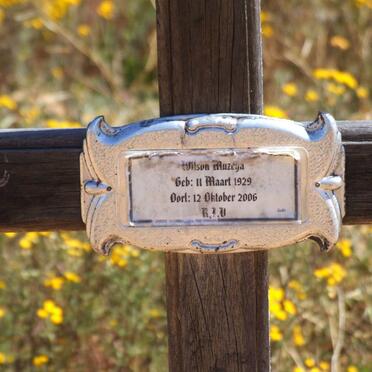 Wilson Muzeya
Geb: 11 Maart 1929
Oorl: 12 Oktober 2006
R.I.V